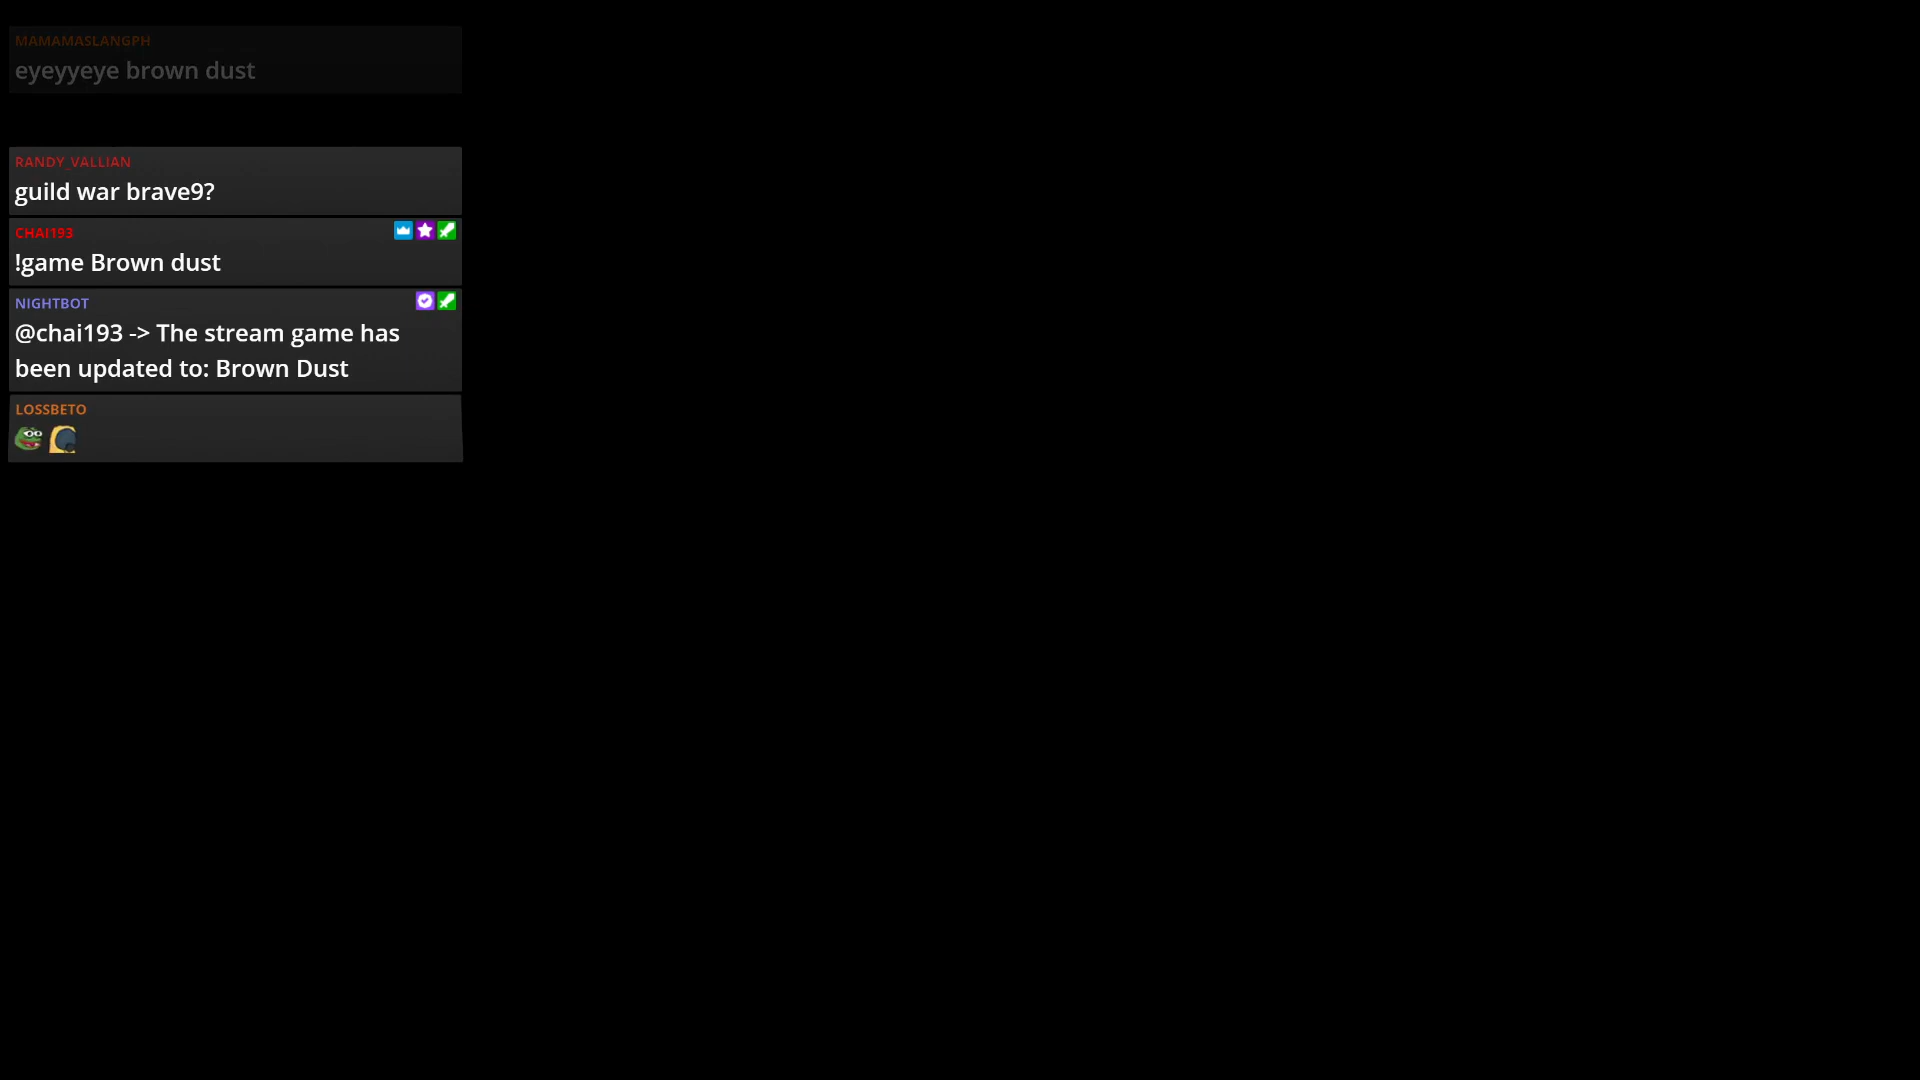 MAMAMASLANGPH
eyeyyeye brown dust
RANDY_VALLIAN
guild war brave9?
CHAI193
!game Brown dust
NIGHTBOT
@chai193 -> The stream game has
been updated to: Brown Dust
LOSSBETO